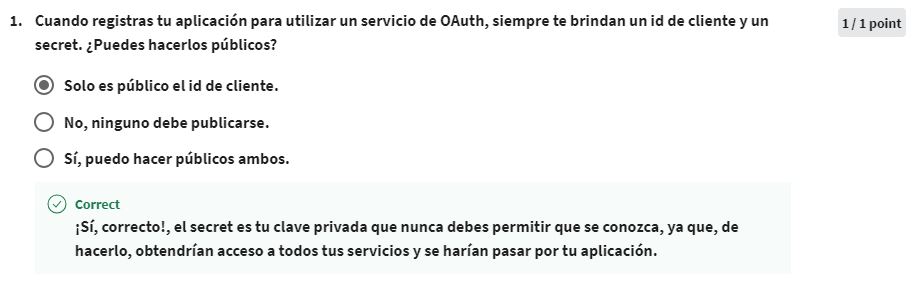 1. Cuando registras tu aplicación para utilizar un servicio de OAuth, siempre te brindan un id de cliente y un
secret. ¿Puedes hacerlos públicos?
1 / 1 point
Solo es público el id de cliente.
No, ninguno debe publicarse.
Sí, puedo hacer públicos ambos.
Correct
¡Sí, correcto!, el secret es tu clave privada que nunca debes permitir que se conozca, ya que, de
hacerlo, obtendrían acceso a todos tus servicios y se harían pasar por tu aplicación.